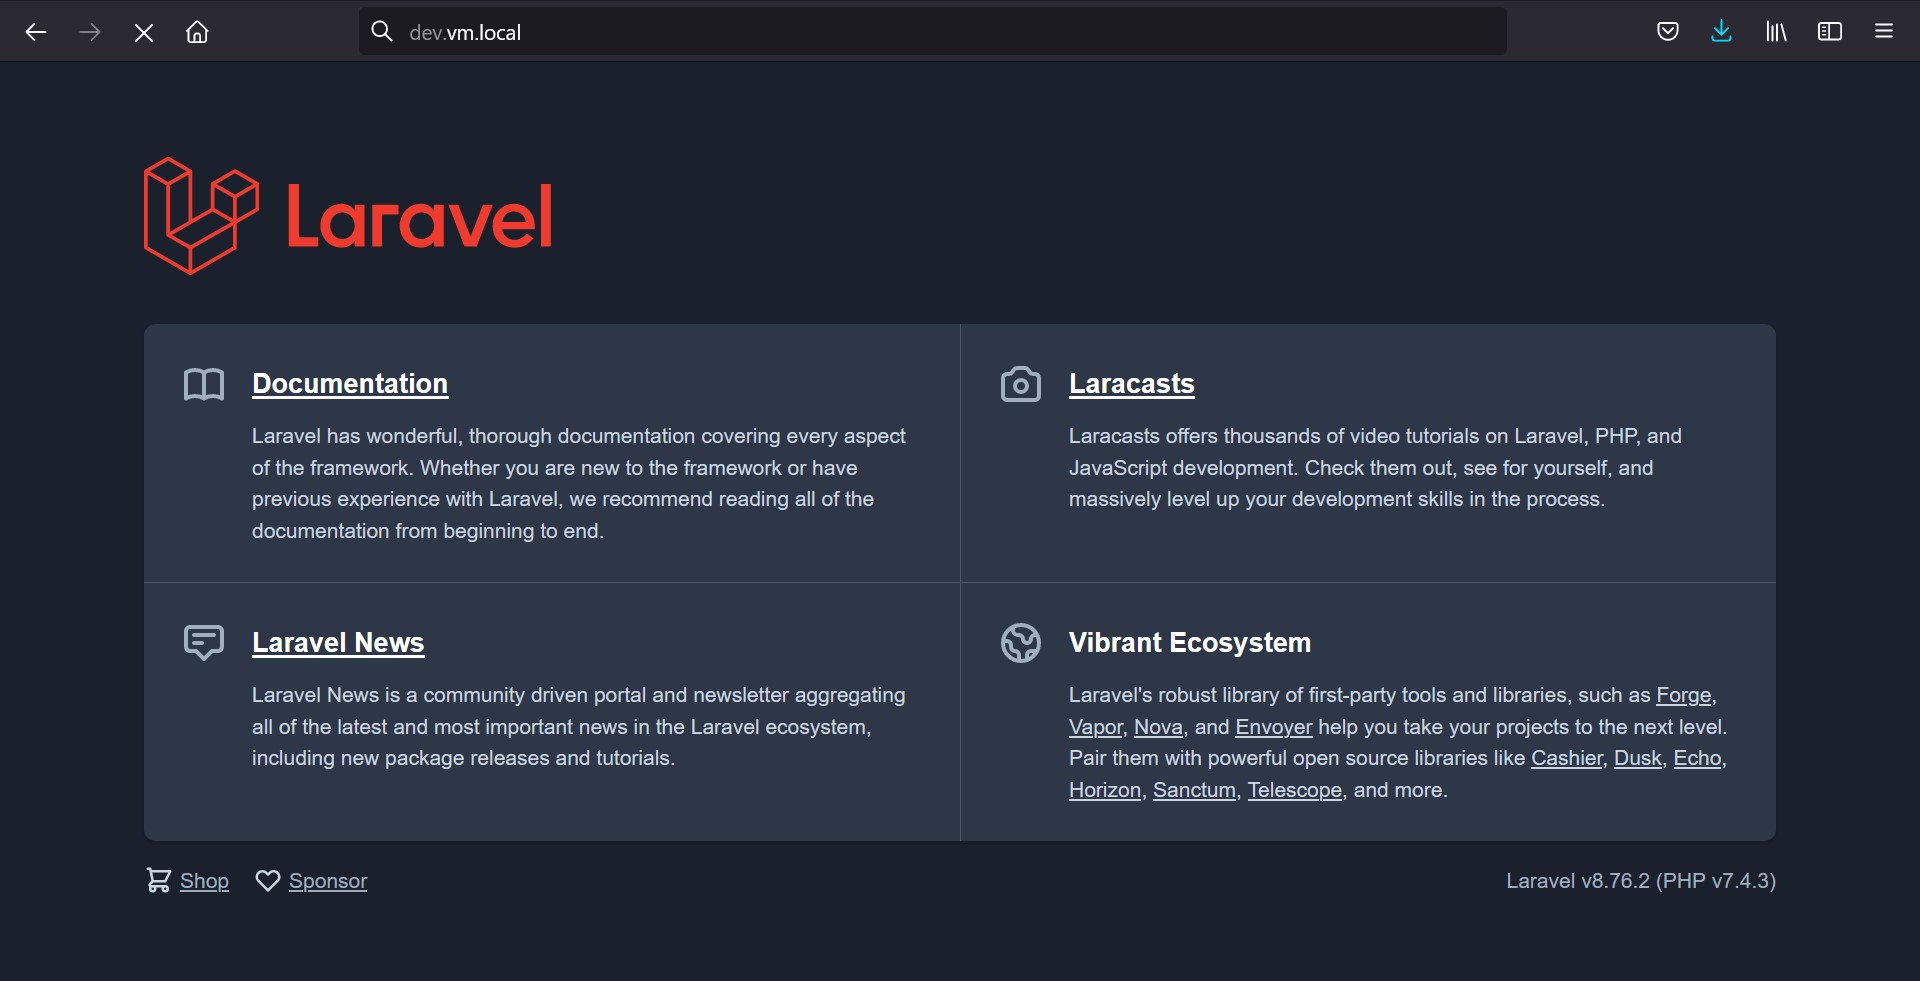 dev.vm.local
Laravel
Documentation
Laravel has wonderful, thorough documentation covering every aspect
of the framework. Whether you are new to the framework or have
previous experience with Laravel, we recommend reading all of the
documentation from beginning to end.
Laracasts
Laracasts offers thousands of video tutorials on Laravel, PHP, and
JavaScript development. Check them out, see for yourself, and
massively level up your development skills in the process.
Laravel News
Laravel News is a community driven portal and newsletter aggregating
all of the latest and most important news in the Laravel ecosystem,
including new package releases and tutorials.
Vibrant Ecosystem
Laravel's robust library of first-party tools and libraries, such as Forge,
Vapor, Nova, and Envoyer help you take your projects to the next level.
Pair them with powerful open source libraries like Cashier, Dusk, Echo,
Horizon, Sanctum, Telescope, and more.
Shop Sponsor
Laravel v8.76.2 (PHP v7.4.3)